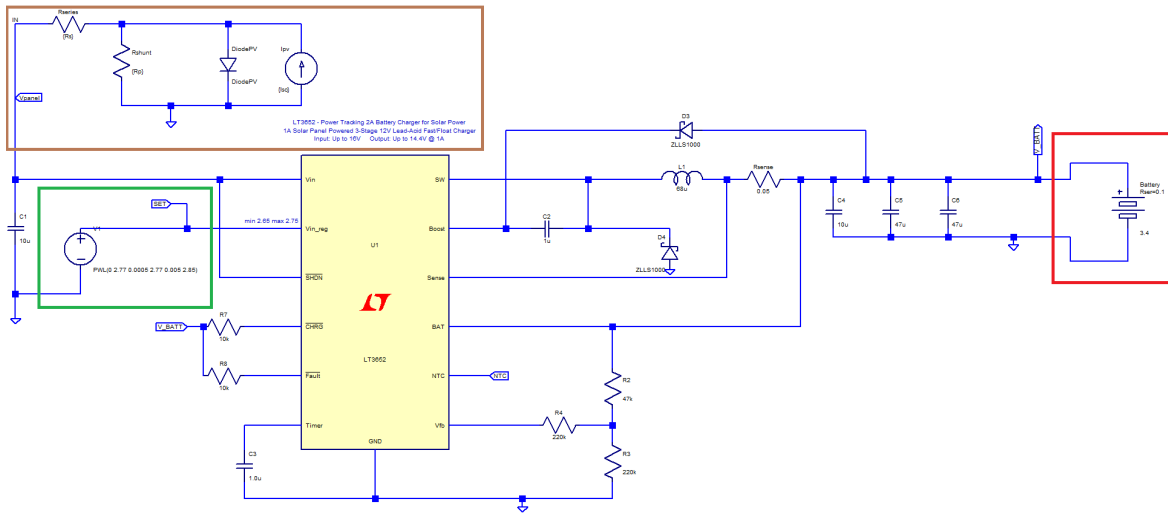 IN
Rseries
{Rs}
Rshunt
{Rp}
DiodePV
DiodePV
Ipv
{Isc}
Vpanel
LT3652 - Power Tracking 2A Battery Charger for Solar Power
1A Solar Panel Powered 3-Stage 12V Lead-Acid Fast/Float Charger
Input: Up to 16V Output: Up to 14.4V @ 1A
D3
ZLLS1000
V_BATT
Battery
Rser=0.1
3.4
Vin
SW
L1
68u
Rsense
0.05
C1
10u
SET
V1
PWL(0 2.77 0.0005 2.77 0.005 2.85)
min 2.65 max 2.75
Vin_reg
Boost
C2
1u
D4
ZLLS1000
C4
10u
C5
47u
C6
47u
U1
SHDN
Sense
V_BATT
R7
10k
CHRG
BAT
LT3652
R8
10k
Fault
NTC
NTC
R2
47k
Timer
Vfb
R4
220k
GND
C3
1.0u
R3
220k